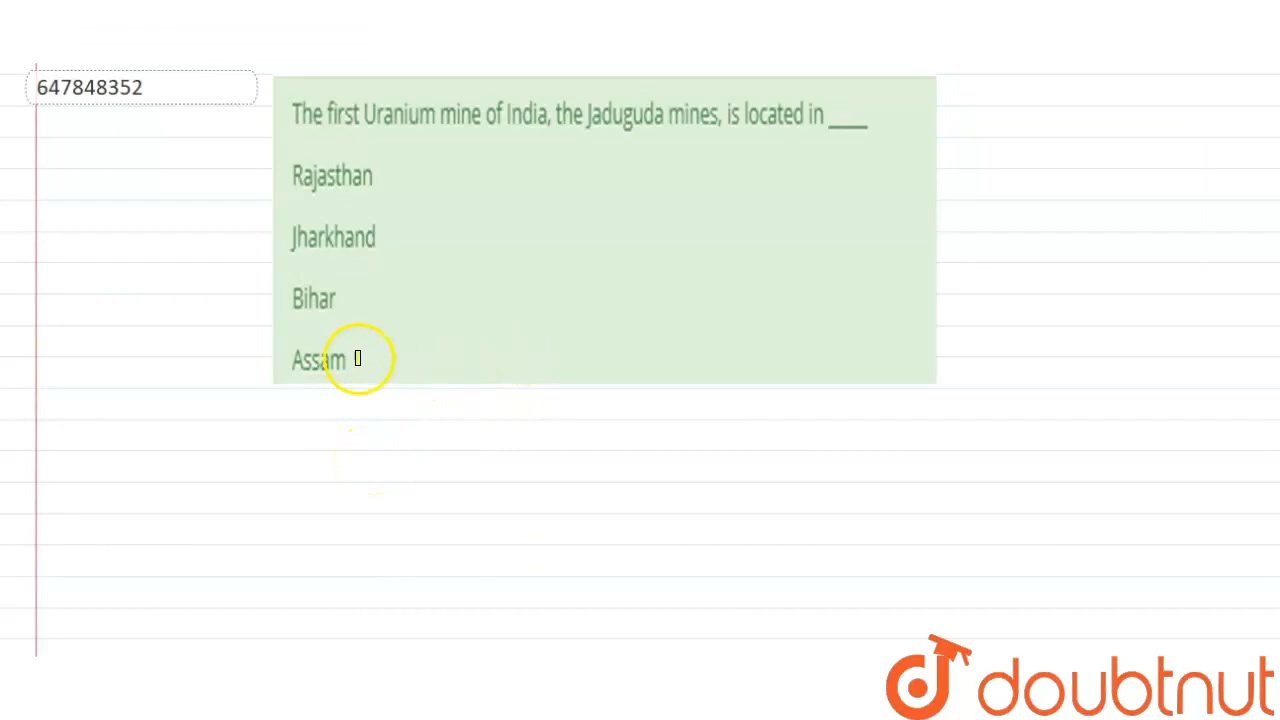 647848352
The first Uranium mine of India, the Jaduguda mines, is located in ____
Rajasthan
Jharkhand
Bihar
Assam
doubtnut